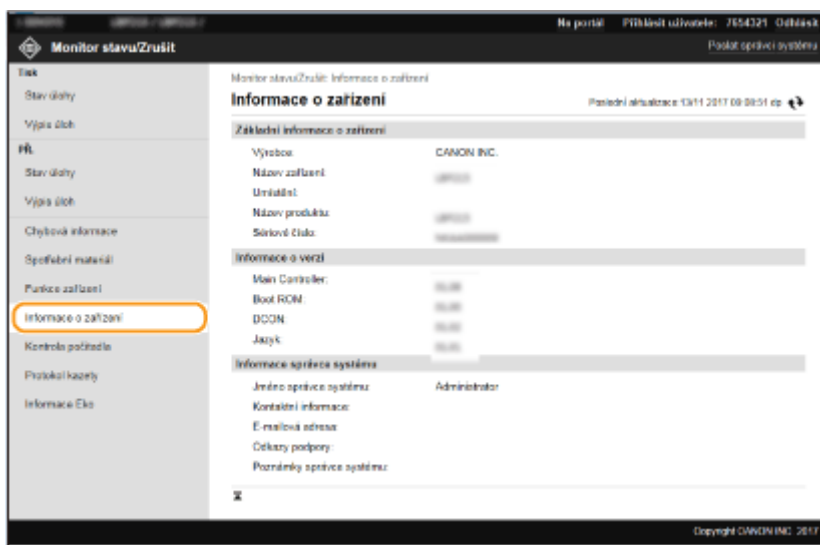 Na portál Přihlásit uživatele: 7654321 Odhlásit
Monitor stavu/Zrušit
Poslat správci systému
Tisk
Stav úlohy
Výpis úloh
Příj.
Stav úlohy
Výpis úloh
Chybová informace
Spotřební materiál
Funkce zařízení
Informace o zařízení
Kontrola počítadla
Protokol kazety
Informace Eko
Monitor stavu/Zrušit: Informace o zařízení
Informace o zařízení
Poslední aktualizace:13/11 2017 08:08:51 dp.
Základní informace o zařízení
Výrobce: CANON INC.
Název zařízení:
Umístění:
Název produktu:
Sériové číslo:
Informace o verzi
Main Controller:
Boot ROM:
DCON:
Jazyk:
Informace správce systému
Jméno správce systému: Administrator
Kontaktní informace:
E-mailová adresa:
Odkazy podpory:
Poznámky správce systému:
Copyright CANON INC. 2017